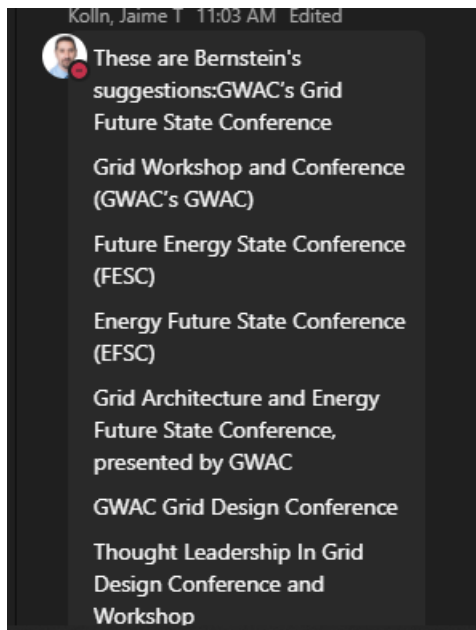 Kolln, Jaime T 11:03 AM Edited
These are Bernstein's
suggestions:GWAC's Grid
Future State Conference
Grid Workshop and Conference
(GWAC's GWAC)
Future Energy State Conference
(FESC)
Energy Future State Conference
(EFSC)
Grid Architecture and Energy
Future State Conference,
presented by GWAC
GWAC Grid Design Conference
Thought Leadership In Grid
Design Conference and
Workshop